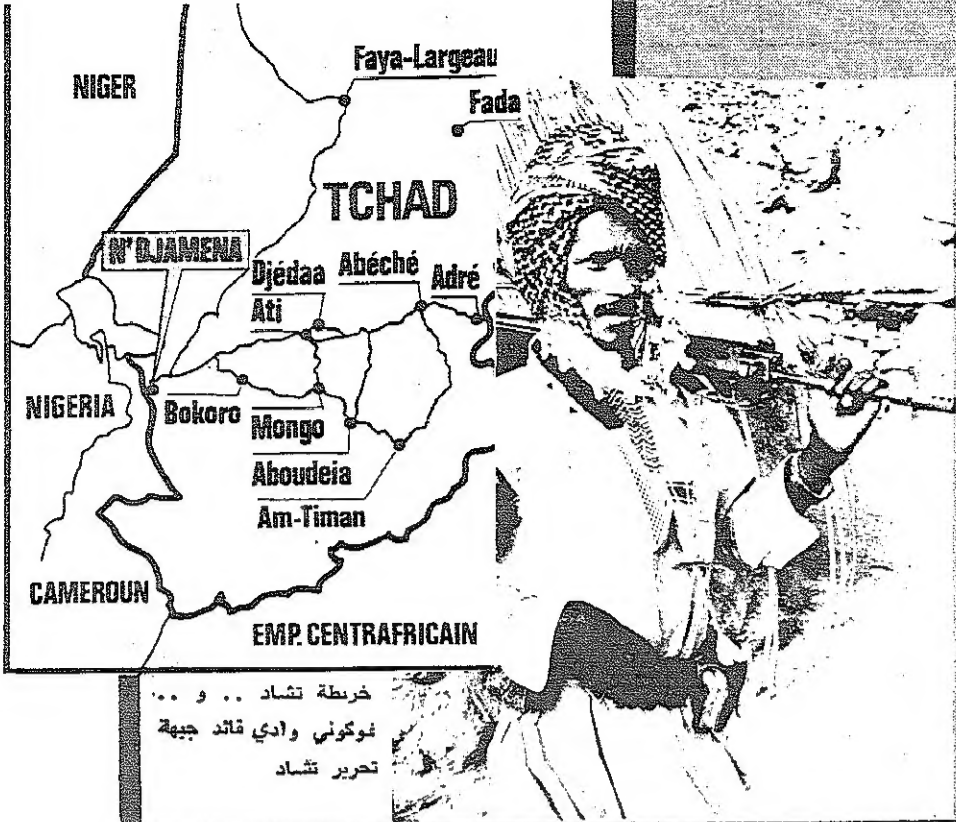 Faya-Largeau
NIGER
Fada
TCHAD
N'DJAMENA
Djédaa
Abéché
Adré
Ati
NIGERIA
Bokoro
Mongo
Aboudeia
Am-Timan
CAMEROUN
EMP. CENTRAFRICAIN
خريطة تشاد .. و ..
غوكوني وادي قائد جبهة
تحرير تشاد